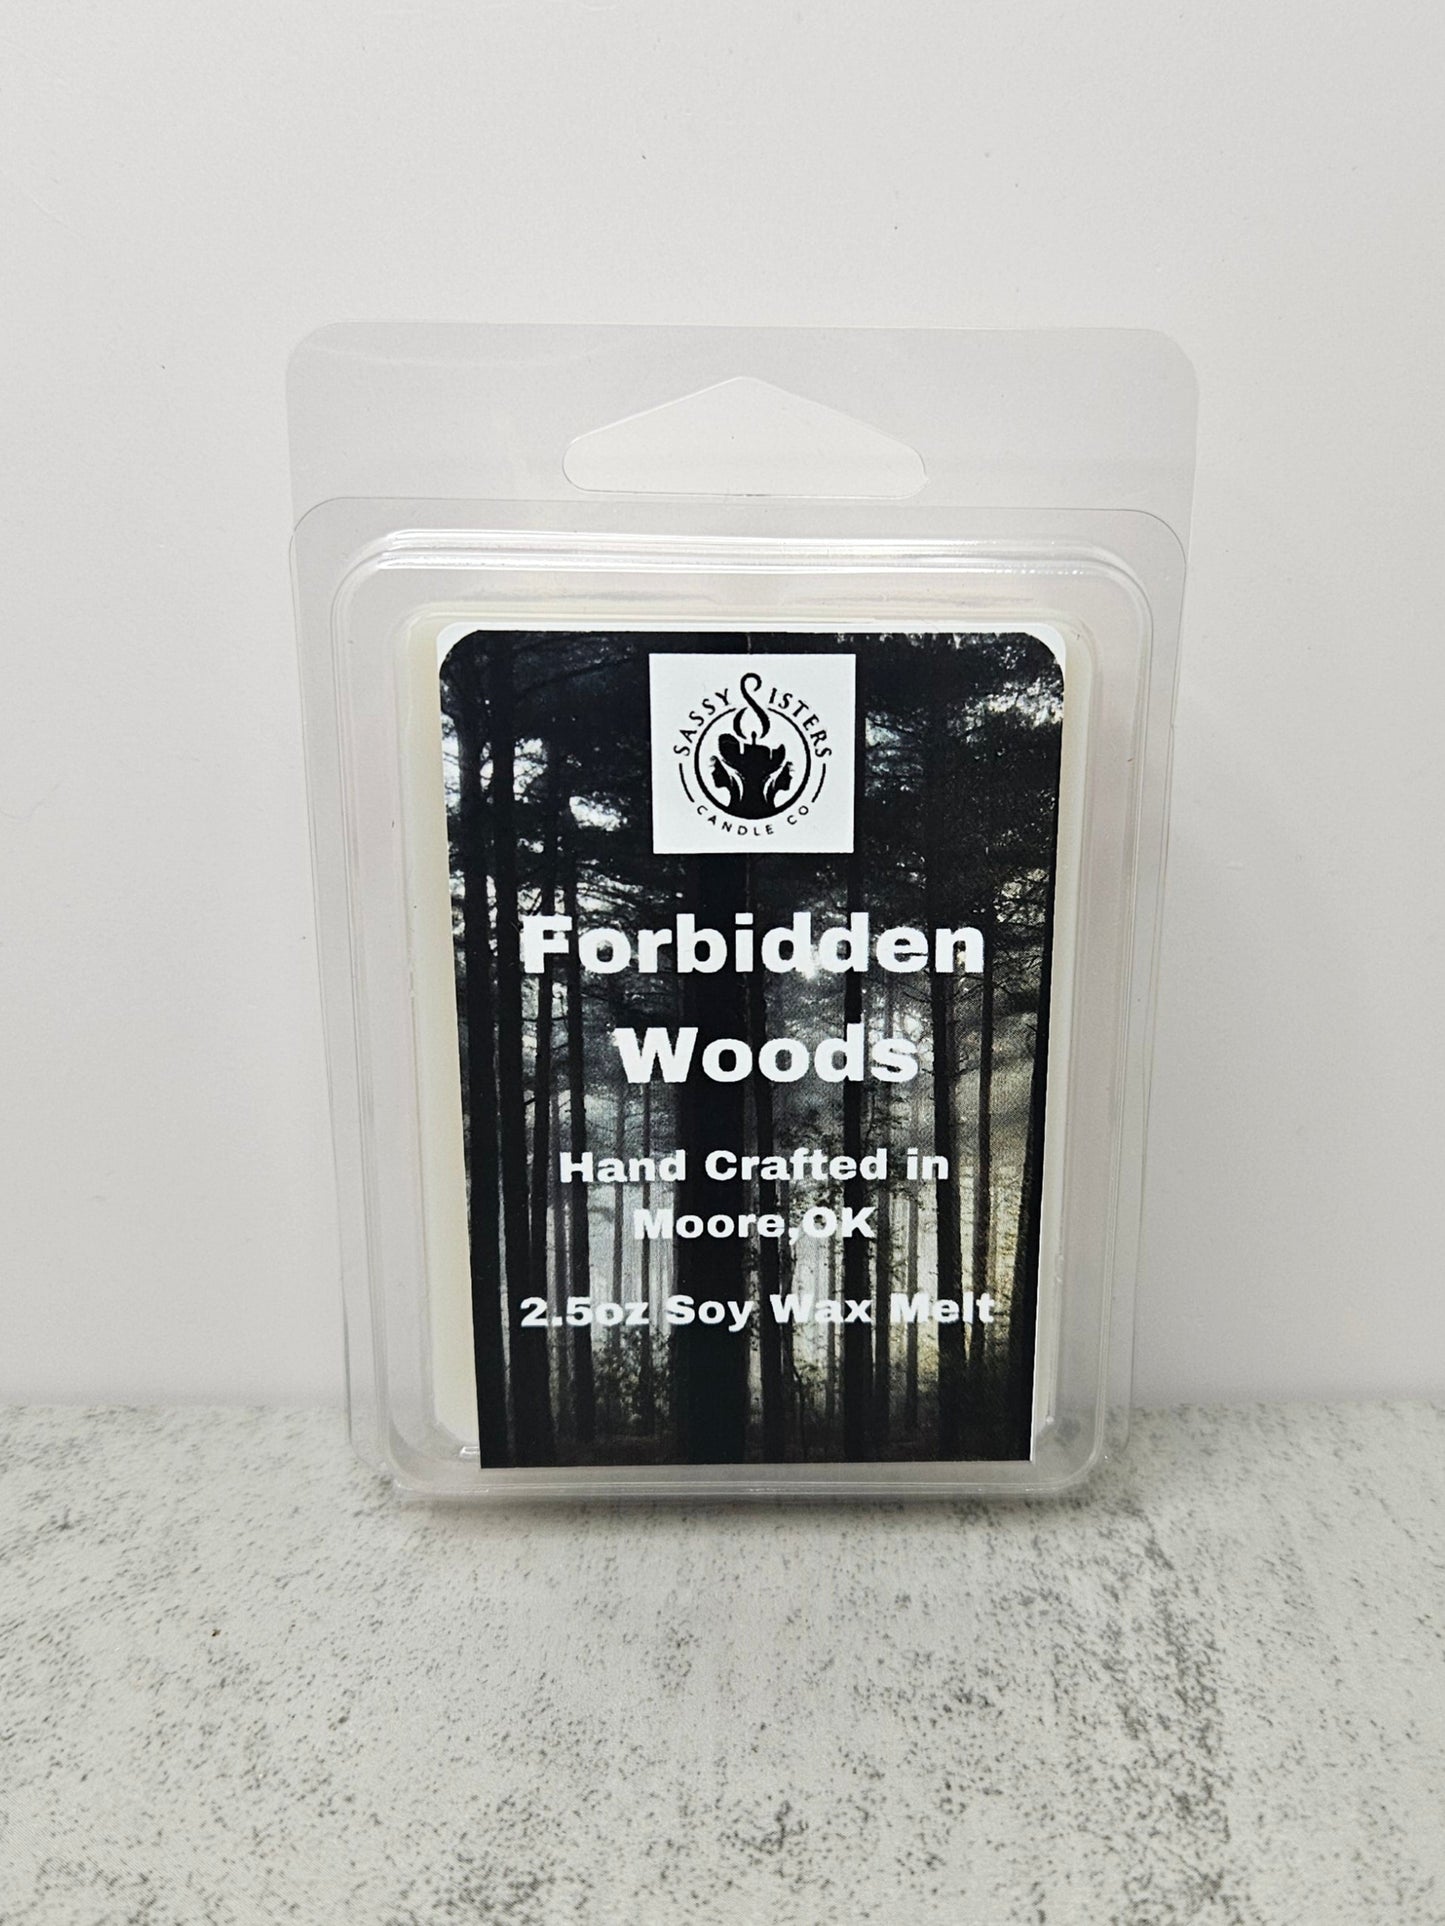 SASSY SISTERS
CANDLE CO
Forbidden
Woods
Hand Crafted in
Moore,OK
2.5oz Soy Wax Melt